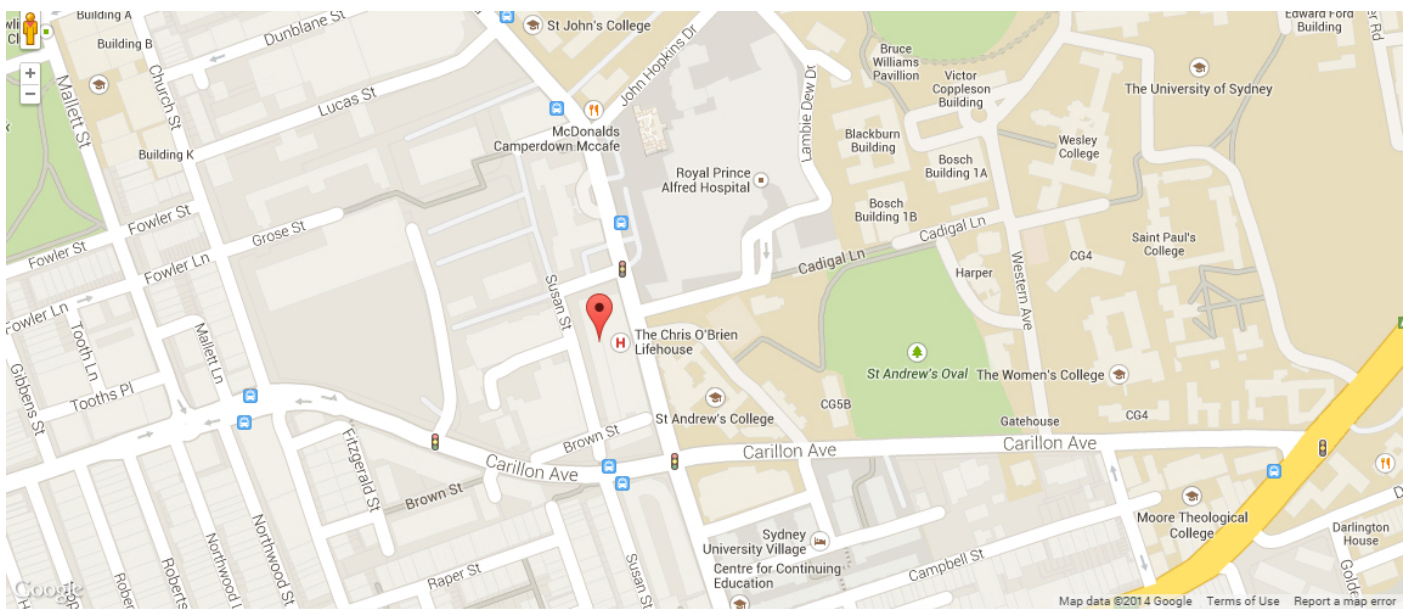 Dunblane St
St John's College
Edward Ford
Building
Building A
Building B
Mallett St
Church St
Lucas St
John Hopkins Dr
Lambie Dew Dr
Bruce
Williams
Pavilion
Victor
Coppleson
Building
The University of Sydney
McDonalds
Camperdown Mccafe
Building K
Blackburn
Building
Wesley
College
Bosch
Building 1A
Royal Prince
Alfred Hospital
Bosch
Building 1B
Fowler St
Fowler St
Grose St
Cadigal Ln
Cadigal Ln
Saint Paul's
College
CG4
Fowler Ln
Fowler Ln
Harper
Western Ave
Susan St
The Chris O'Brien
Lifehouse
Tooth Ln
Mallett Ln
Gibbens St
Tooths Pl
St Andrew's Oval
The Women's College
CG5B
CG4
St Andrew's College
Gatehouse
Brown St
Carillon Ave
Carillon Ave
Carillon Ave
Fitzgerald St
Brown St
Moore Theological
College
Darlington
House
Sydney
University Village
Centre for Continuing
Education
Campbell St
Raper St
Susan St
Northwood St
Northwood
Roberts
Google
Map data ©2014 Google Terms of Use Report a map error